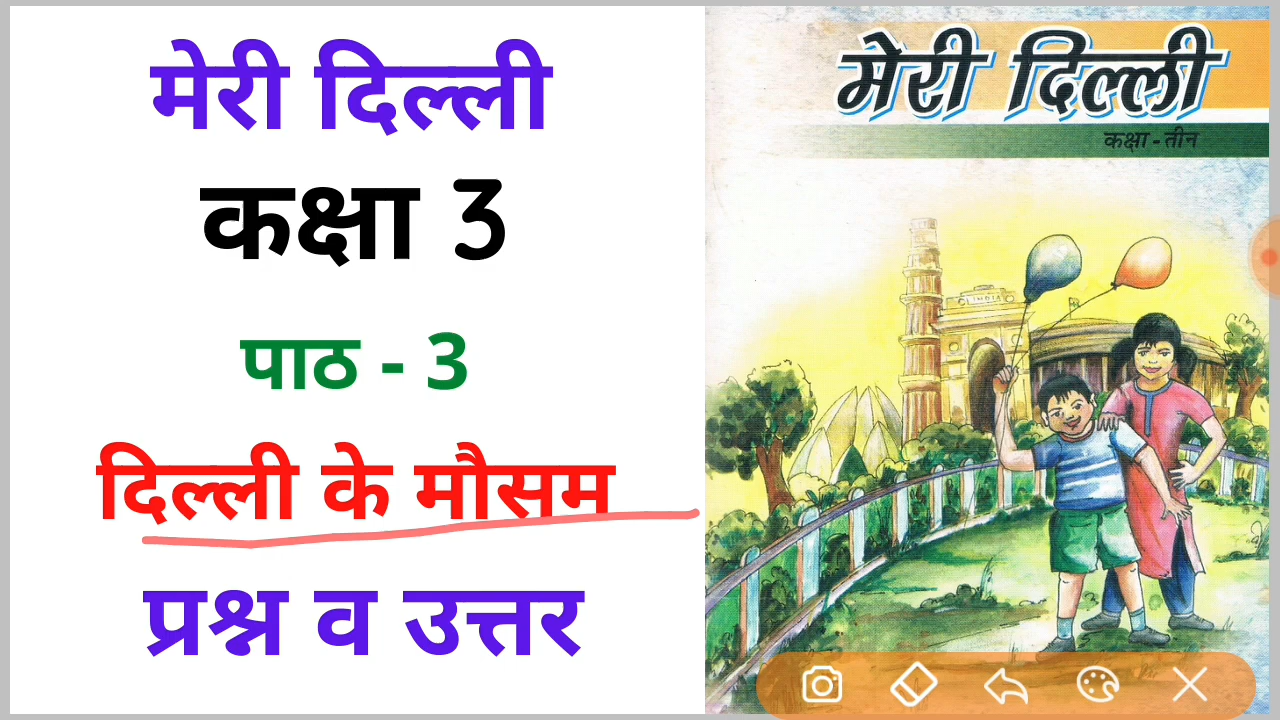 मेरी दिल्ली
कक्षा 3
पाठ - 3
दिल्ली के मौसम
प्रश्न व उत्तर
मेरी दिल्ली
कक्षा - तीन
INDIA